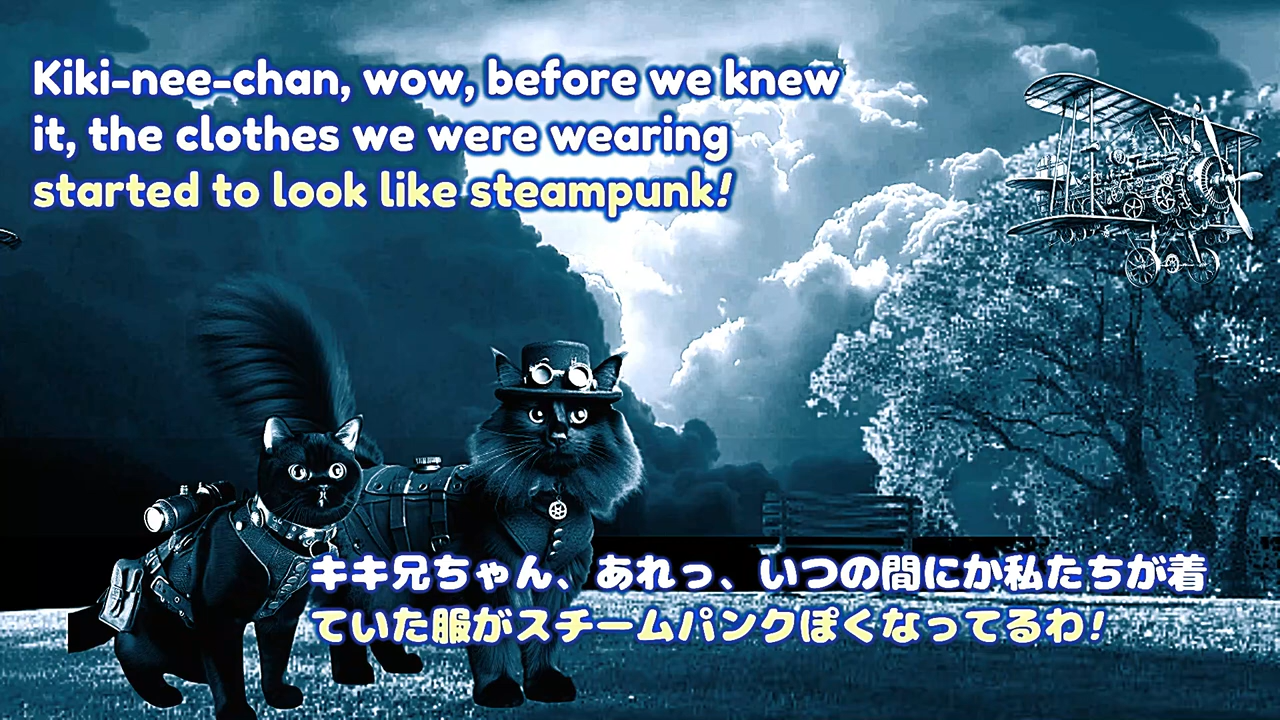 Kiki-nee-chan, wow, before we knew
it, the clothes we were wearing
started to look like steampunk!
キキ兄ちゃん、あれっ、いつの間にか私たちが着
ていた服がスチームパンクぽくなってるわ!